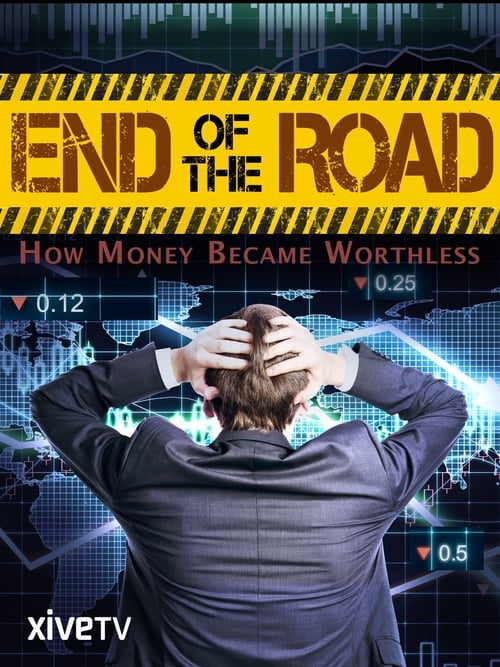 END OF THE ROAD
HOW MONEY BECAME WORTHLESS
0.25
0.12
0.5
xiveTV